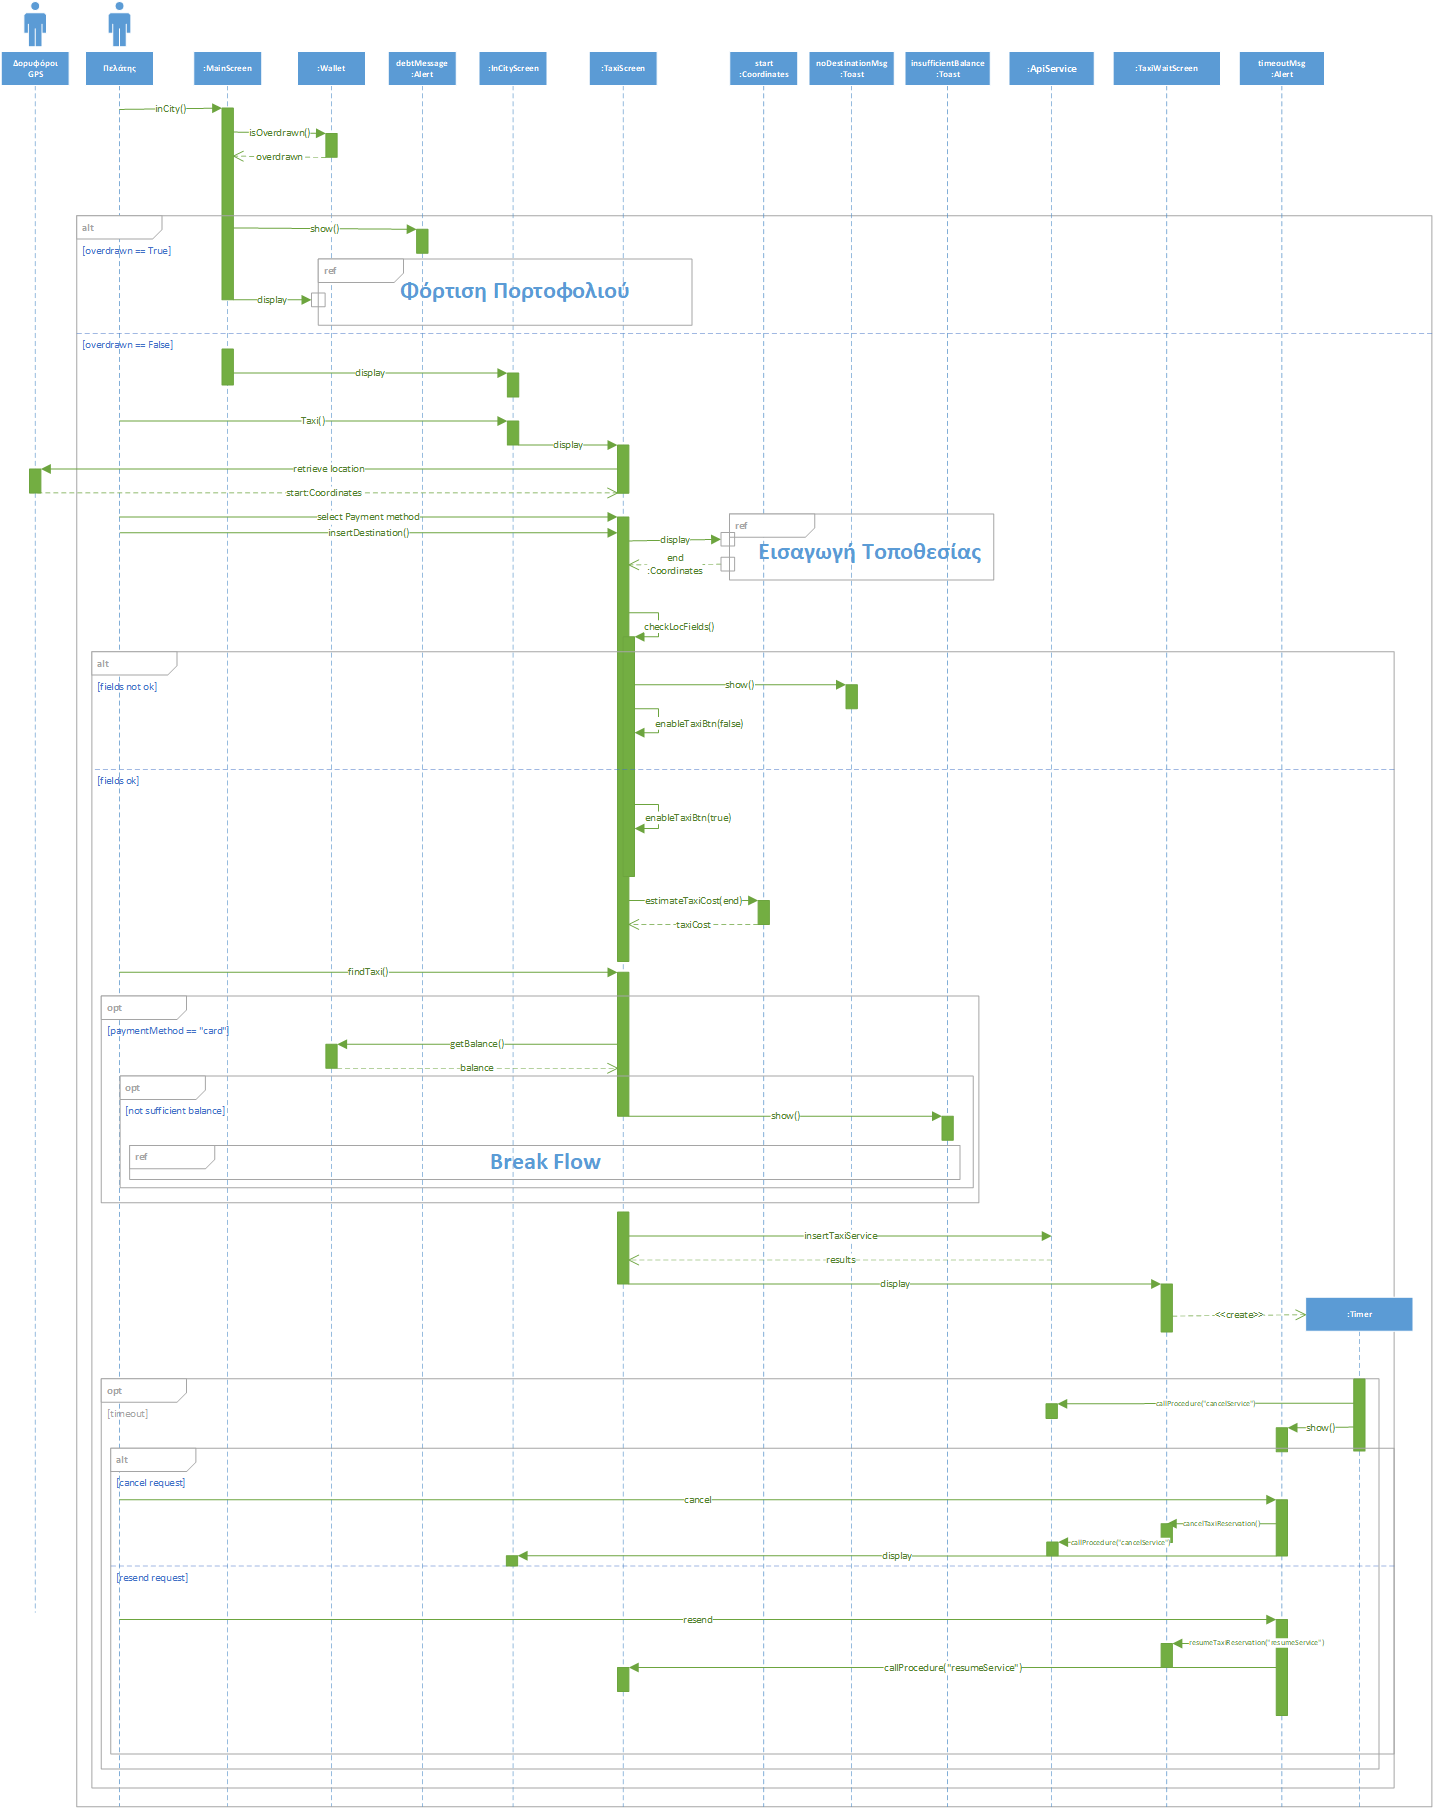 Δορυφόροι
GPS
Πελάτης
:MainScreen
:Wallet
debtMessage
:Alert
:InCityScreen
:TaxiScreen
start
:Coordinates
noDestinationMsg
:Toast
insufficientBalance
:Toast
:ApiService
:TaxiWaitScreen
timeoutMsg
:Alert
inCity()
isOverdrawn()
overdrawn
alt
[overdrawn == True]
show()
ref
Φόρτιση Πορτοφολιού
display
[overdrawn == False]
display
Taxi()
display
retrieve location
start:Coordinates
select Payment method
insertDestination()
ref
Εισαγωγή Τοποθεσίας
display
end
:Coordinates
checkLocFields()
alt
[fields not ok]
show()
enableTaxiBtn(false)
[fields ok]
enableTaxiBtn(true)
estimateTaxiCost(end)
taxiCost
findTaxi()
opt
[paymentMethod == "card"]
getBalance()
balance
opt
[not sufficient balance]
show()
ref
Break Flow
insertTaxiService
results
display
<<create>>
:Timer
opt
[timeout]
callProcedure("cancelService")
show()
alt
[cancel request]
cancel
cancelTaxiReservation()
callProcedure("cancelService")
display
[resend request]
resend
resumeTaxiReservation("resumeService")
callProcedure("resumeService")